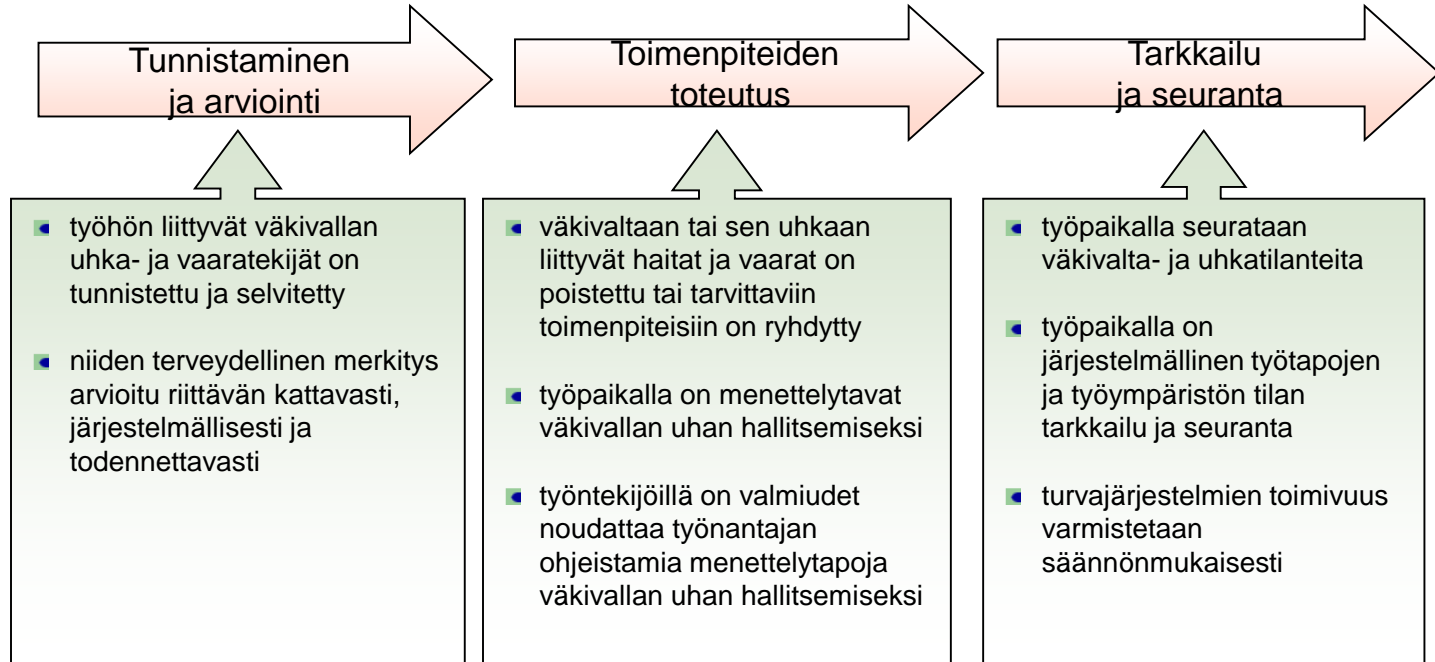 Tunnistaminen
ja arviointi
työhön liittyvät väkivallan
uhka- ja vaaratekijät on
tunnistettu ja selvitetty
niiden terveydellinen merkitys
arvioitu riittävän kattavasti,
järjestelmällisesti ja
todennettavasti
Toimenpiteiden
toteutus
väkivaltaan tai sen uhkaan
liittyvät haitat ja vaarat on
poistettu tai tarvittaviin
toimenpiteisiin on ryhdytty
työpaikalla on menettelytavat
väkivallan uhan hallitsemiseksi
työntekijöillä on valmiudet
noudattaa työnantajan
ohjeistamia menettelytapoja
väkivallan uhan hallitsemiseksi
Tarkkailu
ja seuranta
työpaikalla seurataan
väkivalta- ja uhkatilanteita
työpaikalla on
järjestelmällinen työtapojen
ja työympäristön tilan
tarkkailu ja seuranta
turvajärjestelmien toimivuus
varmistetaan
säännönmukaisesti